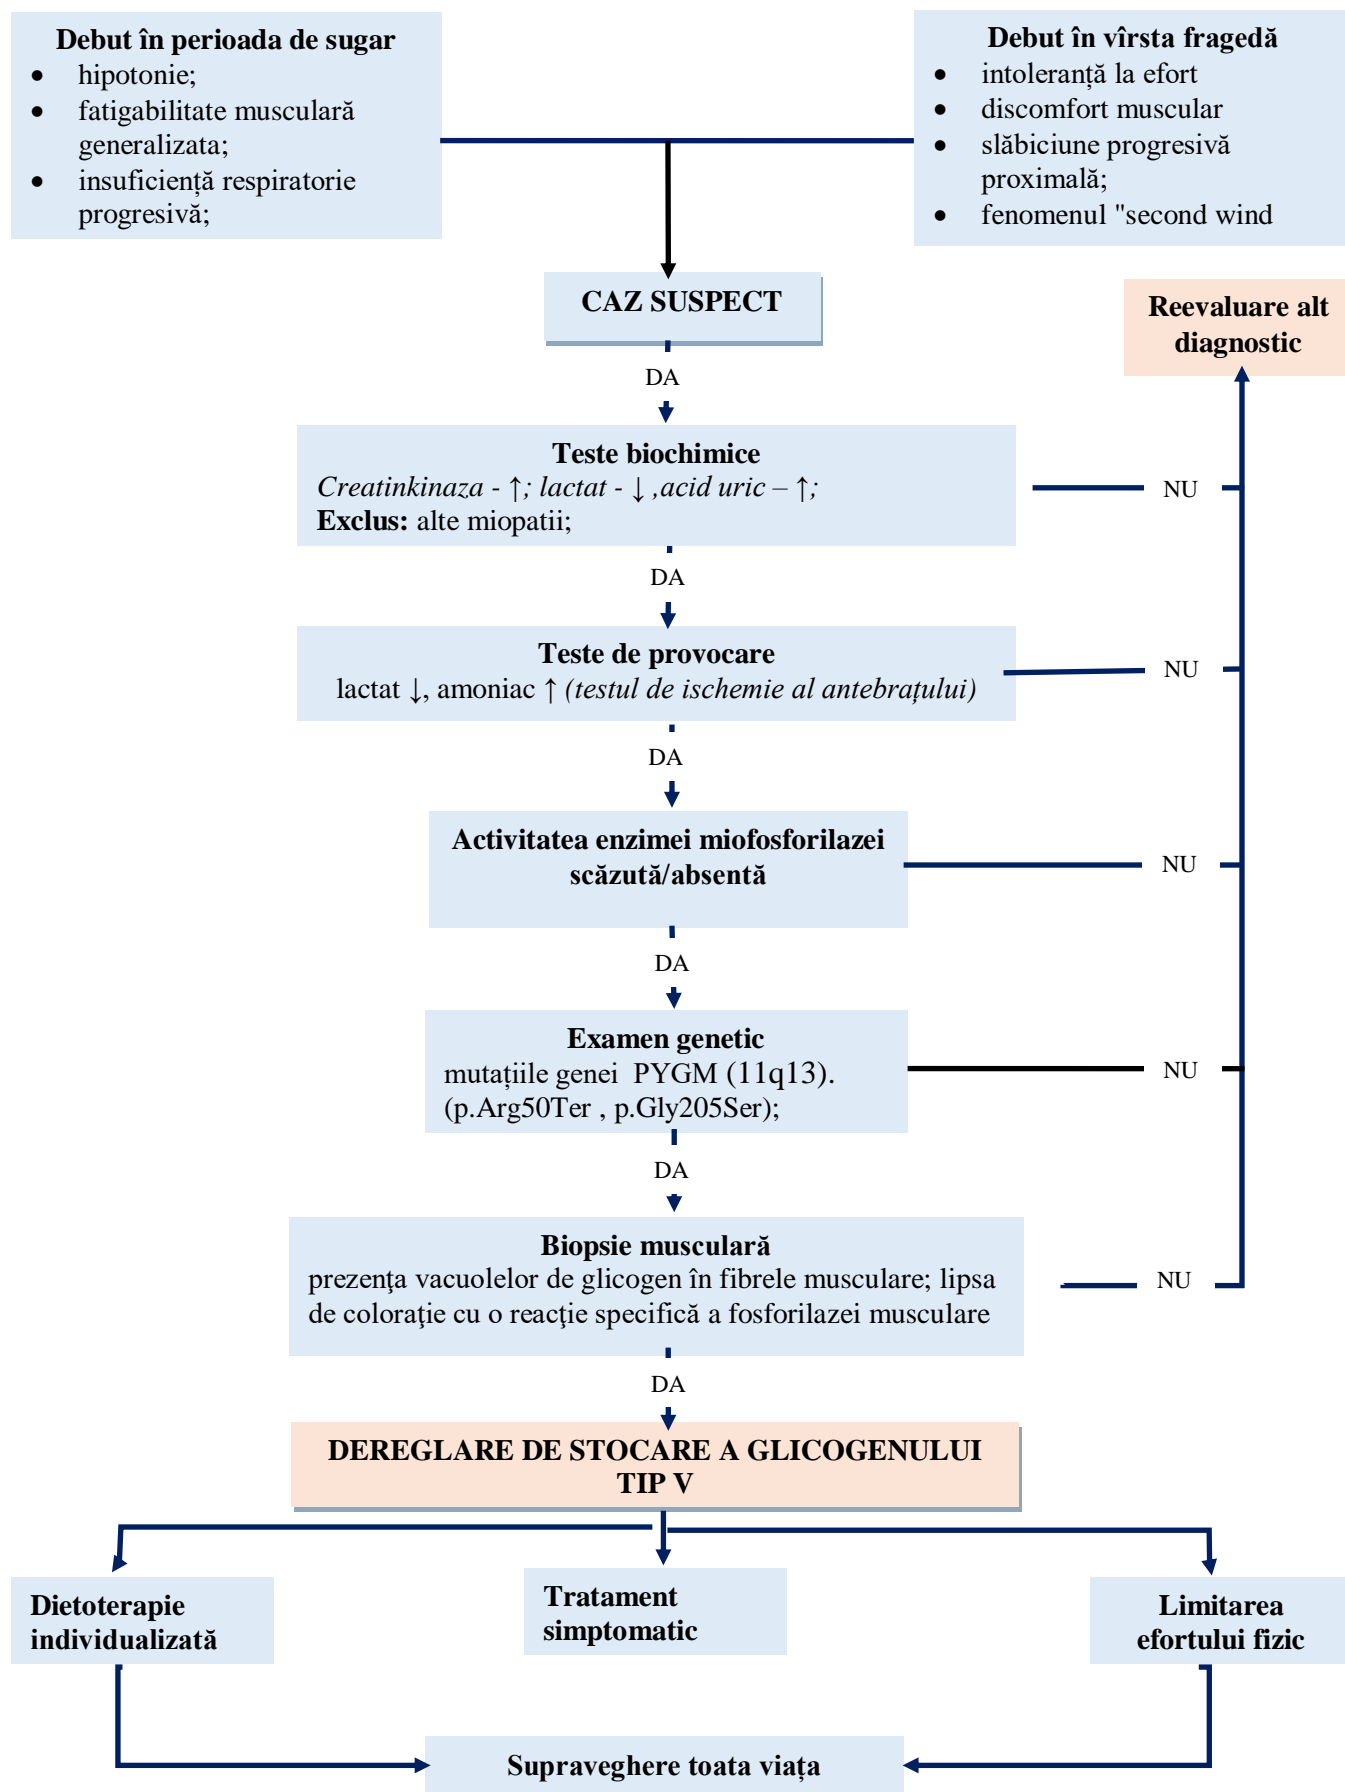 Debut în perioada de sugar
• hipotonie;
• fatigabilitate musculară
generalizata;
• insuficiență respiratorie
progresivă;
Debut în vîrsta fragedă
• intoleranță la efort
• discomfort muscular
• slăbiciune progresivă
proximală;
• fenomenul "second wind
CAZ SUSPECT
Reevaluare alt
diagnostic
DA
Teste biochimice
Creatinkinaza - ↑; lactat - ↓ ,acid uric – ↑;
Exclus: alte miopatii;
NU
DA
Teste de provocare
lactat ↓, amoniac ↑ (testul de ischemie al antebrațului)
NU
DA
Activitatea enzimei miofosforilazei
scăzută/absentă
NU
DA
Examen genetic
mutațiile genei PYGM (11q13).
(p.Arg50Ter , p.Gly205Ser);
NU
DA
Biopsie musculară
prezenţa vacuolelor de glicogen în fibrele musculare; lipsa
de coloraţie cu o reacţie specifică a fosforilazei musculare
NU
DA
DEREGLARE DE STOCARE A GLICOGENULUI
TIP V
Dietoterapie
individualizată
Tratament
simptomatic
Limitarea
efortului fizic
Supraveghere toata viața